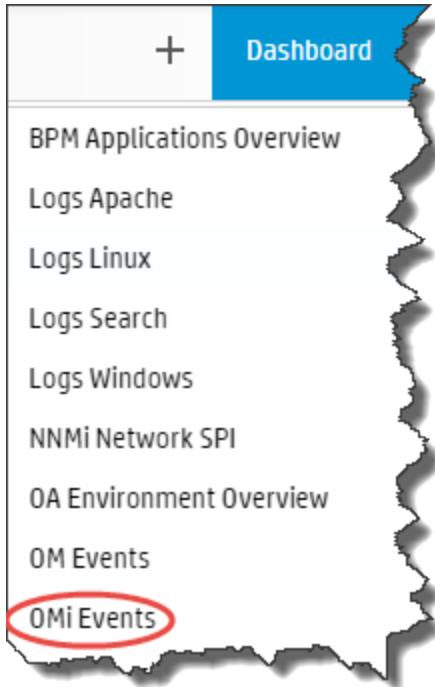 + Dashboard
BPM Applications Overview
Logs Apache
Logs Linux
Logs Search
Logs Windows
NNMi Network SPI
OA Environment Overview
OM Events
OMi Events